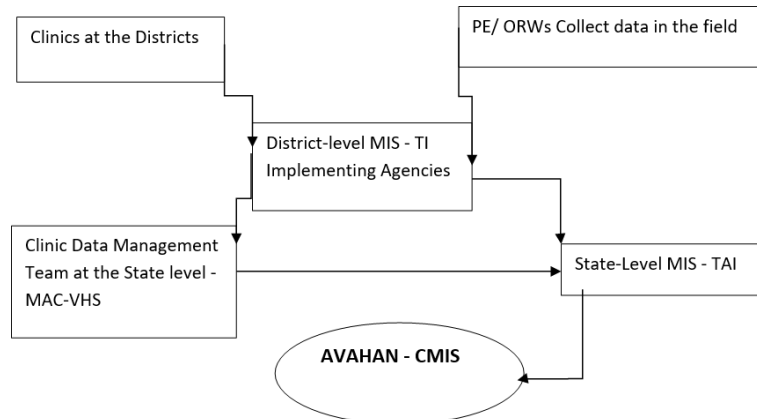 Clinics at the Districts
PE/ ORWs Collect data in the field
District-level MIS - TI
Implementing Agencies
Clinic Data Management
Team at the State level -
MAC-VHS
State-Level MIS - TAI
AVAHAN - CMIS